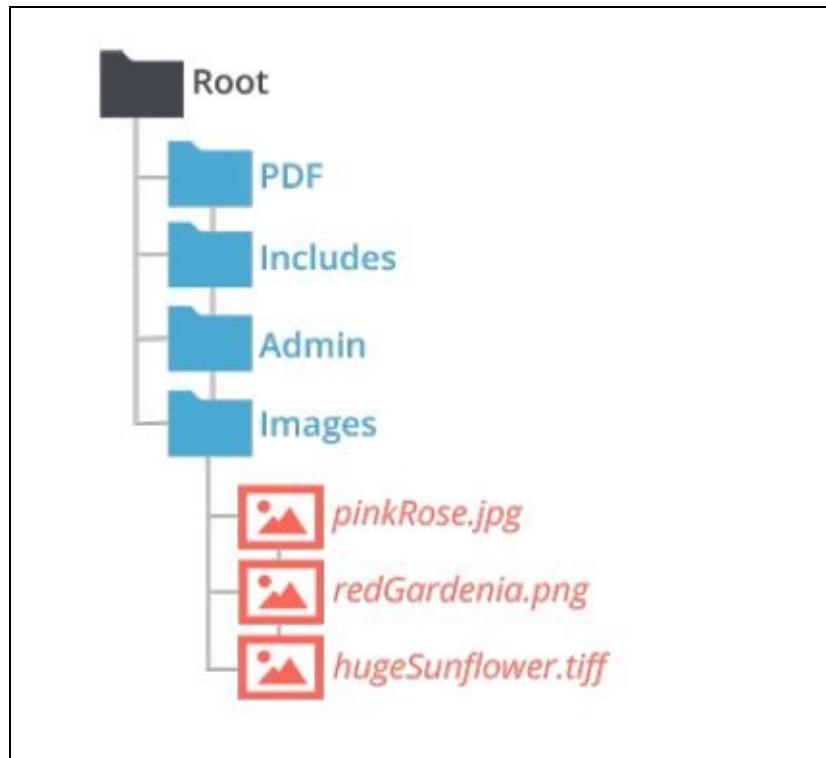 Root
PDF
Includes
Admin
Images
pinkRose.jpg
redGardenia.png
hugeSunflower.tiff